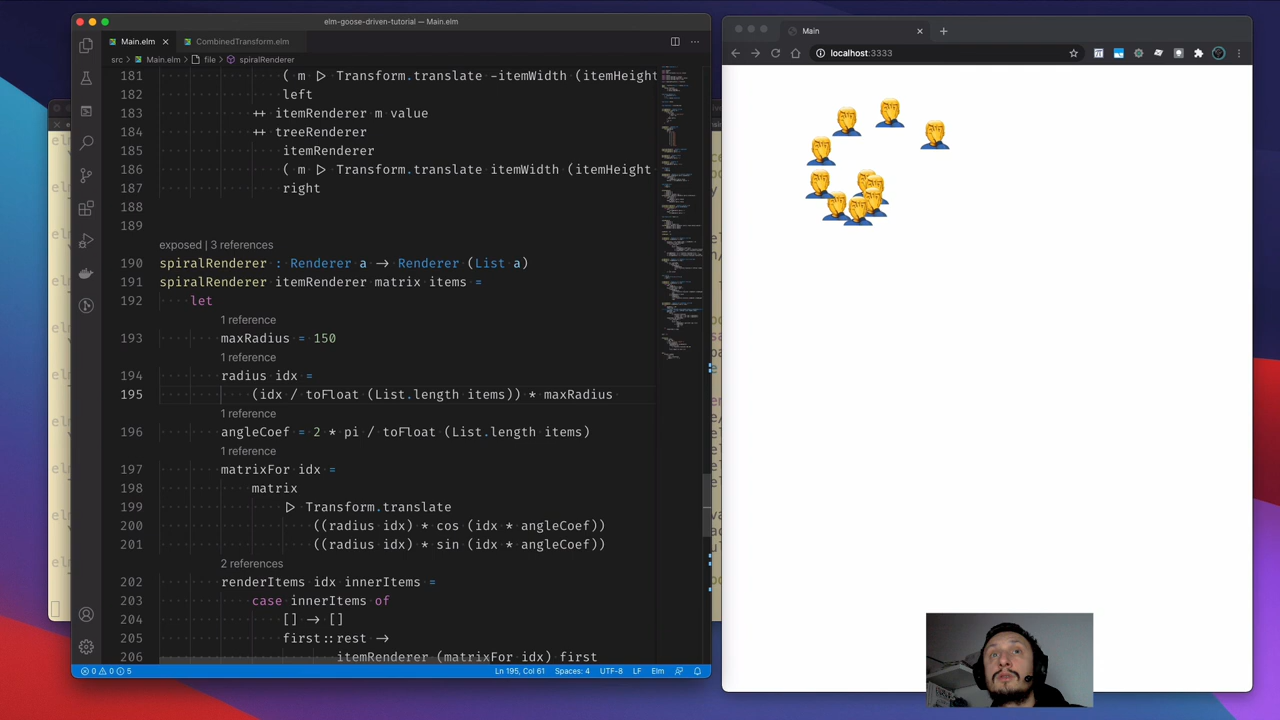 elm-goose-driven-tutorial — Main.elm
Main.elm
CombinedTransform.elm
src > Main.elm > file > spiralRenderer
181 ( m |> Transform.translate -itemWidth (itemHeight
182 left
194 ++ itemRenderer m value
184 ++ treeRenderer
185 itemRenderer
186 ( m |> Transform.translate itemWidth (itemHeight
187 right
188
189
exposed | 3 references
190 spiralRenderer : Renderer a -> Renderer (List a)
191 spiralRenderer itemRenderer matrix items =
192 let
1 reference
193 maxRadius = 150
1 reference
194 radius idx =
195 (idx / toFloat (List.length items)) * maxRadius
1 reference
196 angleCoef = 2 * pi / toFloat (List.length items)
1 reference
197 matrixFor idx =
198 matrix
199 |> Transform.translate
200 ((radius idx) * cos (idx * angleCoef))
201 ((radius idx) * sin (idx * angleCoef))
2 references
202 renderItems idx innerItems =
203 case innerItems of
204 [] -> []
205 first::rest ->
206 itemRenderer (matrixFor idx) first
0 0 5
Ln 195, Col 61
Spaces: 4
UTF-8
LF
Elm
Main
localhost:3333